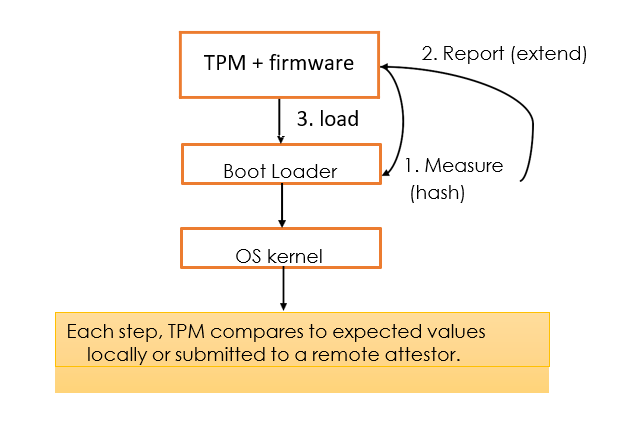 TPM + firmware
2. Report (extend)
3. load
Boot Loader
1. Measure
(hash)
OS kernel
Each step, TPM compares to expected values
locally or submitted to a remote attestor.